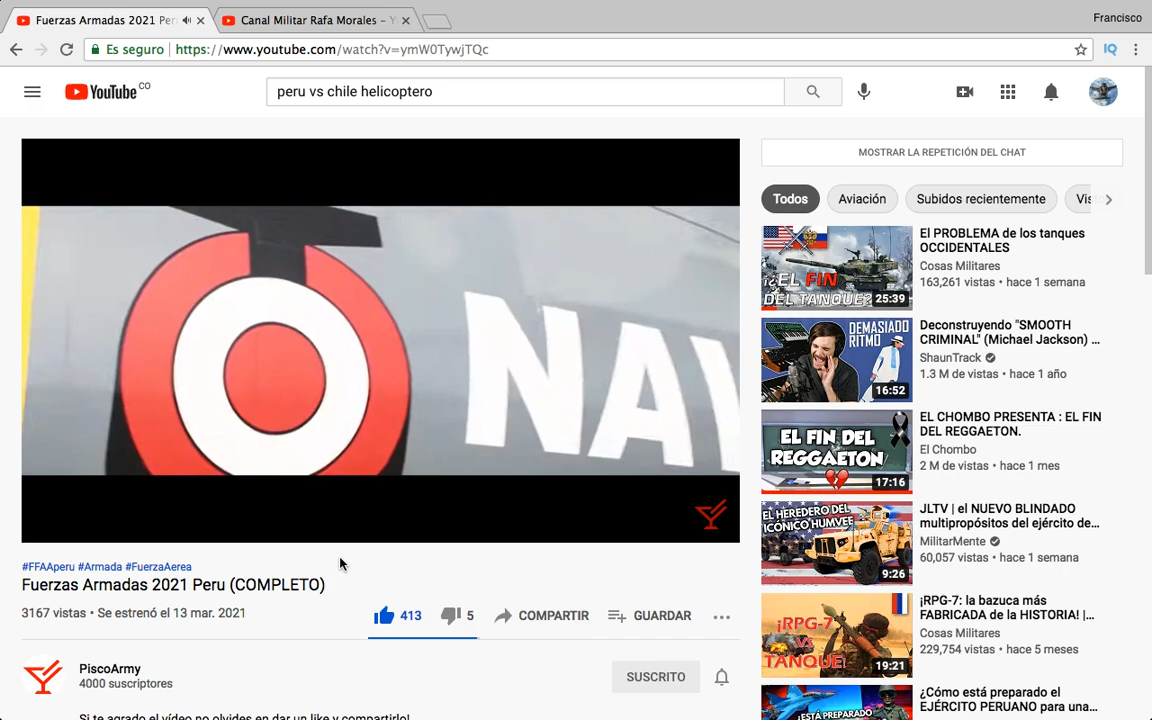 Fuerzas Armadas 2021 Per
Canal Militar Rafa Morales – Y
Francisco
Es seguro
https://www.youtube.com/watch?v=ymW0TywjTQc
IQ
YouTube CO
peru vs chile helicoptero
NAV
#FFAAperu #Armada #FuerzaAerea
Fuerzas Armadas 2021 Peru (COMPLETO)
3167 vistas • Se estrenó el 13 mar. 2021
413
5
COMPARTIR
GUARDAR
PiscoArmy
4000 suscriptores
SUSCRITO
Si te agrado el vídeo no olvides en dar un like y compartirlo!
MOSTRAR LA REPETICIÓN DEL CHAT
Todos
Aviación
Subidos recientemente
Vis
¿EL FIN
DEL TANQUE?
25:39
El PROBLEMA de los tanques
OCCIDENTALES
Cosas Militares
163,261 vistas • hace 1 semana
DEMASIADO
RITMO
16:52
Deconstruyendo "SMOOTH
CRIMINAL" (Michael Jackson) ...
ShaunTrack
1.3 M de vistas • hace 1 año
EL FIN DEL
REGGAETON
17:16
EL CHOMBO PRESENTA : EL FIN
DEL REGGAETON.
El Chombo
2 M de vistas • hace 1 mes
EL HEREDERO DEL
ICÓNICO HUMVEE
9:26
JLTV | el NUEVO BLINDADO
multipropósitos del ejército de...
MilitarMente
60,057 vistas • hace 1 semana
¡RPG-7
VS
TANQUE!
19:21
¡RPG-7: la bazuca más
FABRICADA de la HISTORIA! |...
Cosas Militares
229,754 vistas • hace 5 meses
¿ESTÁ PREPARADO
¿Cómo está preparado el
EJÉRCITO PERUANO para una...